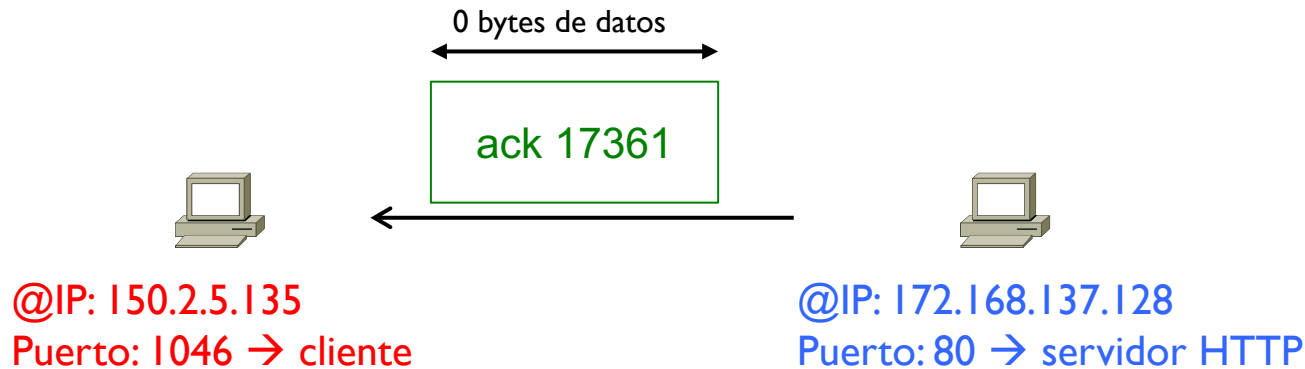 0 bytes de datos
ack 17361
@IP: 150.2.5.135
Puerto: 1046 → cliente
@IP: 172.168.137.128
Puerto: 80 → servidor HTTP